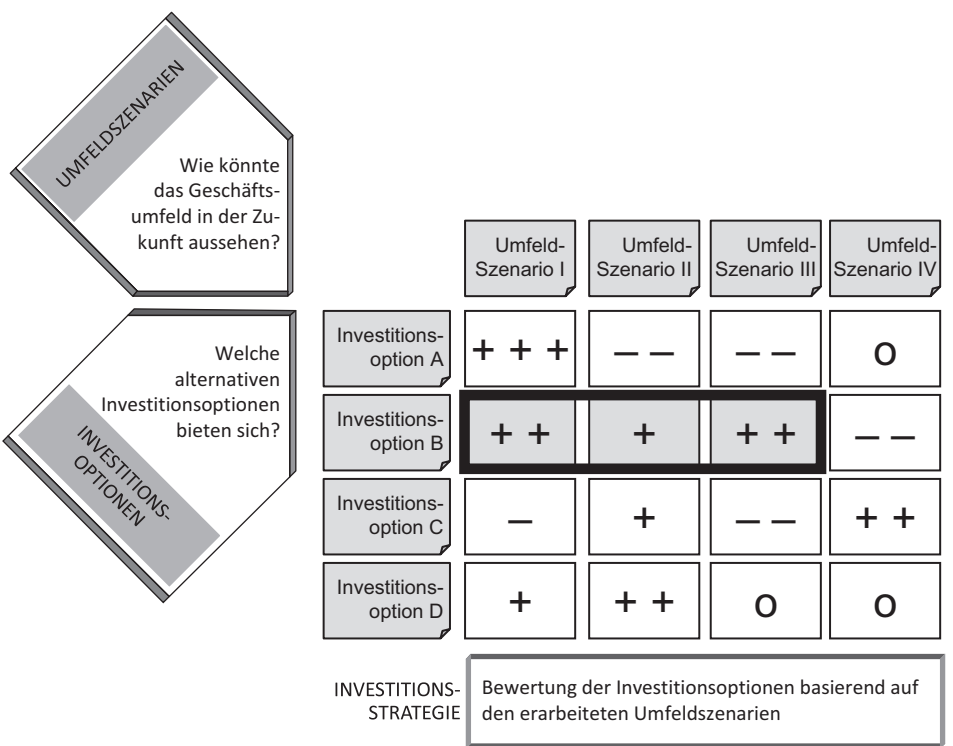 UMFELDSZENARIEN
Wie könnte
das Geschäfts-
umfeld in der Zu-
kunft aussehen?
Welche
alternativen
Investitionsoptionen
bieten sich?
INVESTITIONS-
OPTIONEN
Umfeld-
Szenario I
Umfeld-
Szenario II
Umfeld-
Szenario III
Umfeld-
Szenario IV
Investitions-
option A
+ + +
– –
– –
o
Investitions-
option B
+ +
+
+ +
– –
Investitions-
option C
–
+
– –
+ +
Investitions-
option D
+
+ +
o
o
INVESTITIONS-
STRATEGIE
Bewertung der Investitionsoptionen basierend auf
den erarbeiteten Umfeldszenarien